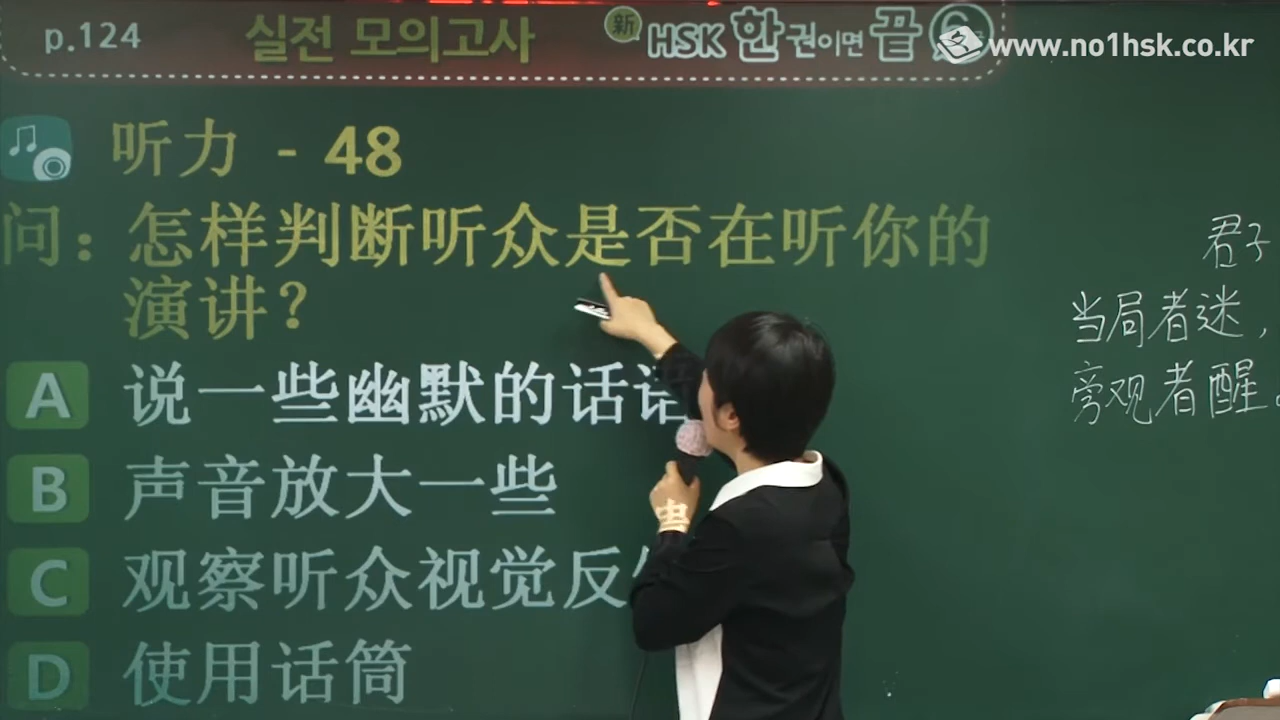 p.124
실전 모의고사
新 HSK 한권이면 끝
www.no1hsk.co.kr
听力 - 48
问：怎样判断听众是否在听你的
演讲？
A 说一些幽默的话语
B 声音放大一些
C 观察听众视觉反
D 使用话筒
君子
当局者迷，
旁观者醒。